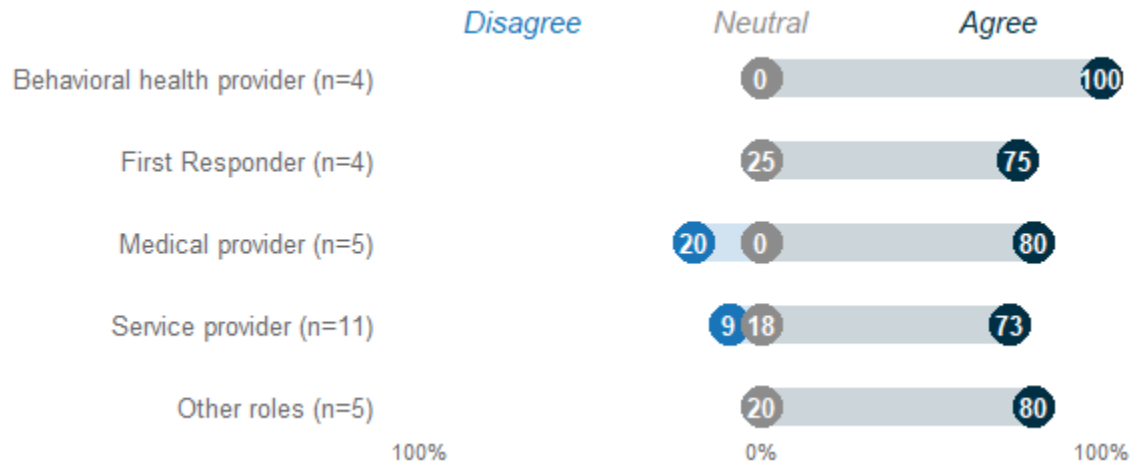 Disagree Neutral Agree
Behavioral health provider (n=4) 0 100
First Responder (n=4) 25 75
Medical provider (n=5) 20 0 80
Service provider (n=11) 9 18 73
Other roles (n=5) 20 80
100% 0% 100%